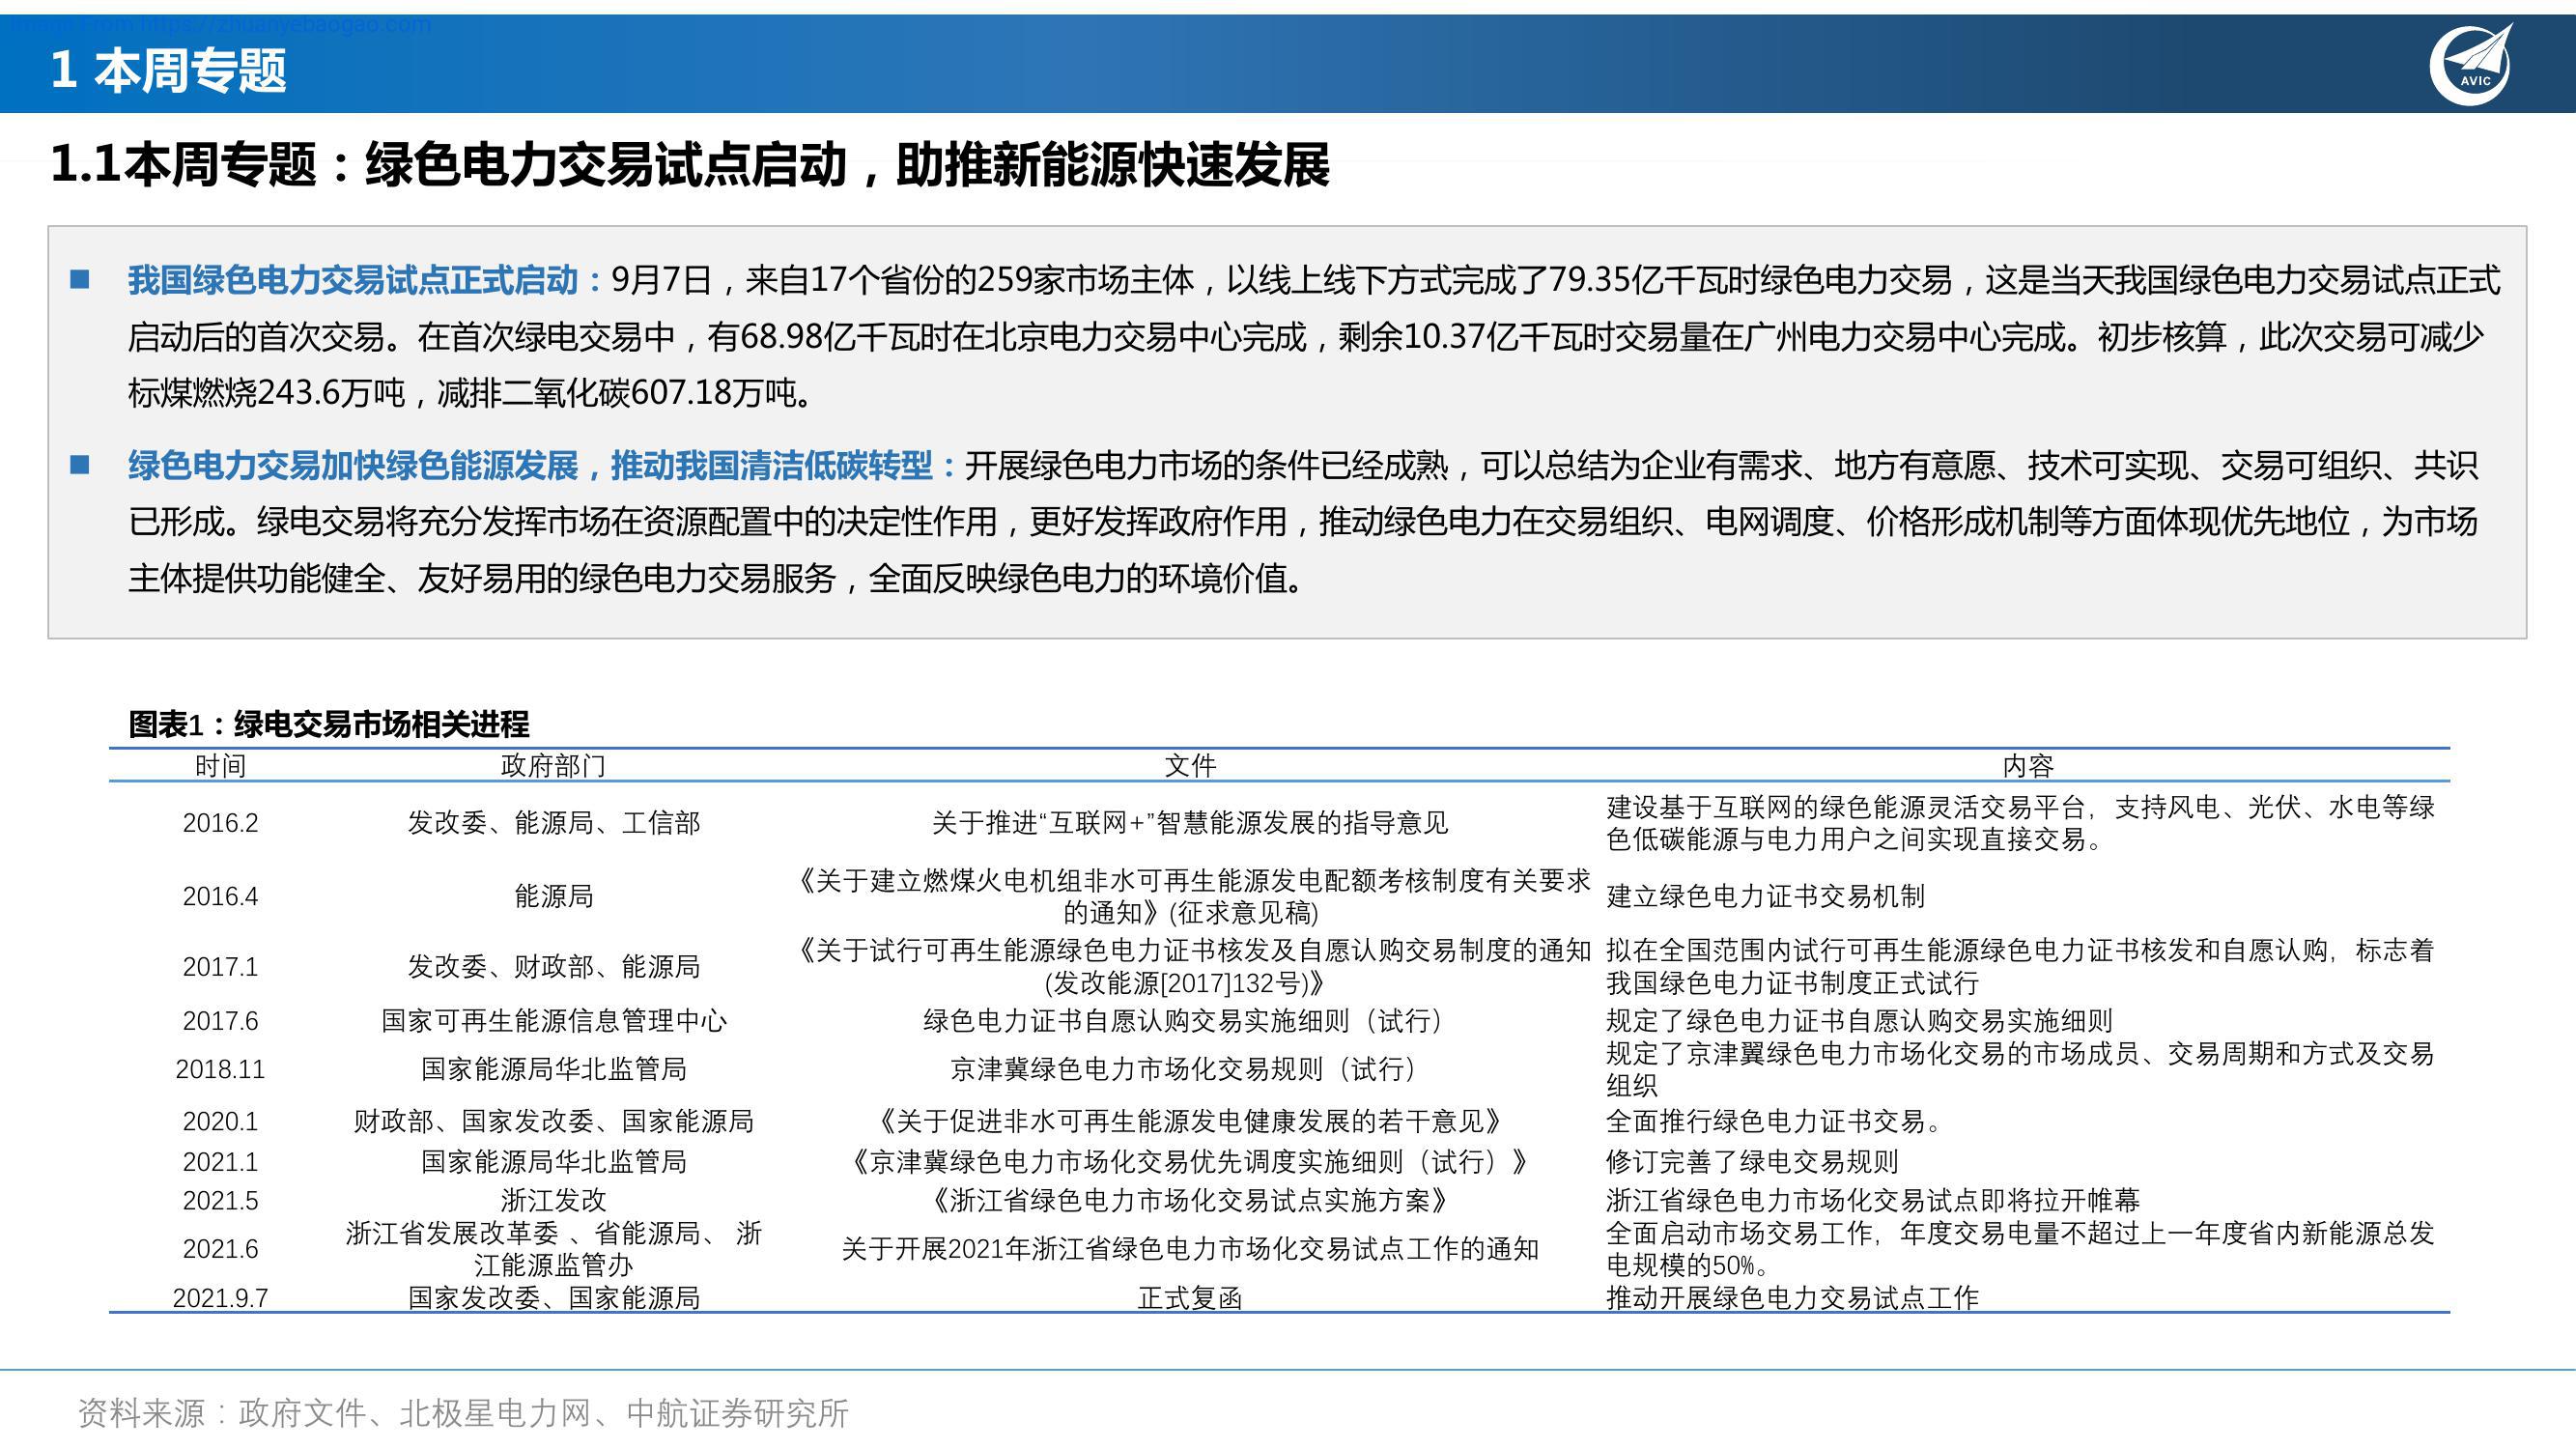 Image From https://zhuanyebaogao.com
1 本周专题
AVIC
1.1本周专题：绿色电力交易试点启动，助推新能源快速发展
■ 我国绿色电力交易试点正式启动：9月7日，来自17个省份的259家市场主体，以线上线下方式完成了79.35亿千瓦时绿色电力交易，这是当天我国绿色电力交易试点正式
启动后的首次交易。在首次绿电交易中，有68.98亿千瓦时在北京电力交易中心完成，剩余10.37亿千瓦时交易量在广州电力交易中心完成。初步核算，此次交易可减少
标煤燃烧243.6万吨，减排二氧化碳607.18万吨。
■ 绿色电力交易加快绿色能源发展，推动我国清洁低碳转型：开展绿色电力市场的条件已经成熟，可以总结为企业有需求、地方有意愿、技术可实现、交易可组织、共识
已形成。绿电交易将充分发挥市场在资源配置中的决定性作用，更好发挥政府作用，推动绿色电力在交易组织、电网调度、价格形成机制等方面体现优先地位，为市场
主体提供功能健全、友好易用的绿色电力交易服务，全面反映绿色电力的环境价值。
图表1：绿电交易市场相关进程
时间 政府部门 文件 内容
2016.2 发改委、能源局、工信部 关于推进“互联网+”智慧能源发展的指导意见 建设基于互联网的绿色能源灵活交易平台，支持风电、光伏、水电等绿
色低碳能源与电力用户之间实现直接交易。
2016.4 能源局 《关于建立燃煤火电机组非水可再生能源发电配额考核制度有关要求
的通知》(征求意见稿) 建立绿色电力证书交易机制
2017.1 发改委、财政部、能源局 《关于试行可再生能源绿色电力证书核发及自愿认购交易制度的通知
(发改能源[2017]132号)》 拟在全国范围内试行可再生能源绿色电力证书核发和自愿认购，标志着
我国绿色电力证书制度正式试行
2017.6 国家可再生能源信息管理中心 绿色电力证书自愿认购交易实施细则（试行） 规定了绿色电力证书自愿认购交易实施细则
2018.11 国家能源局华北监管局 京津冀绿色电力市场化交易规则（试行） 规定了京津翼绿色电力市场化交易的市场成员、交易周期和方式及交易
组织
2020.1 财政部、国家发改委、国家能源局 《关于促进非水可再生能源发电健康发展的若干意见》 全面推行绿色电力证书交易。
2021.1 国家能源局华北监管局 《京津冀绿色电力市场化交易优先调度实施细则（试行）》 修订完善了绿电交易规则
2021.5 浙江发改 《浙江省绿色电力市场化交易试点实施方案》 浙江省绿色电力市场化交易试点即将拉开帷幕
2021.6 浙江省发展改革委 、省能源局、 浙
江能源监管办 关于开展2021年浙江省绿色电力市场化交易试点工作的通知 全面启动市场交易工作，年度交易电量不超过上一年度省内新能源总发
电规模的50%。
2021.9.7 国家发改委、国家能源局 正式复函 推动开展绿色电力交易试点工作
资料来源：政府文件、北极星电力网、中航证券研究所